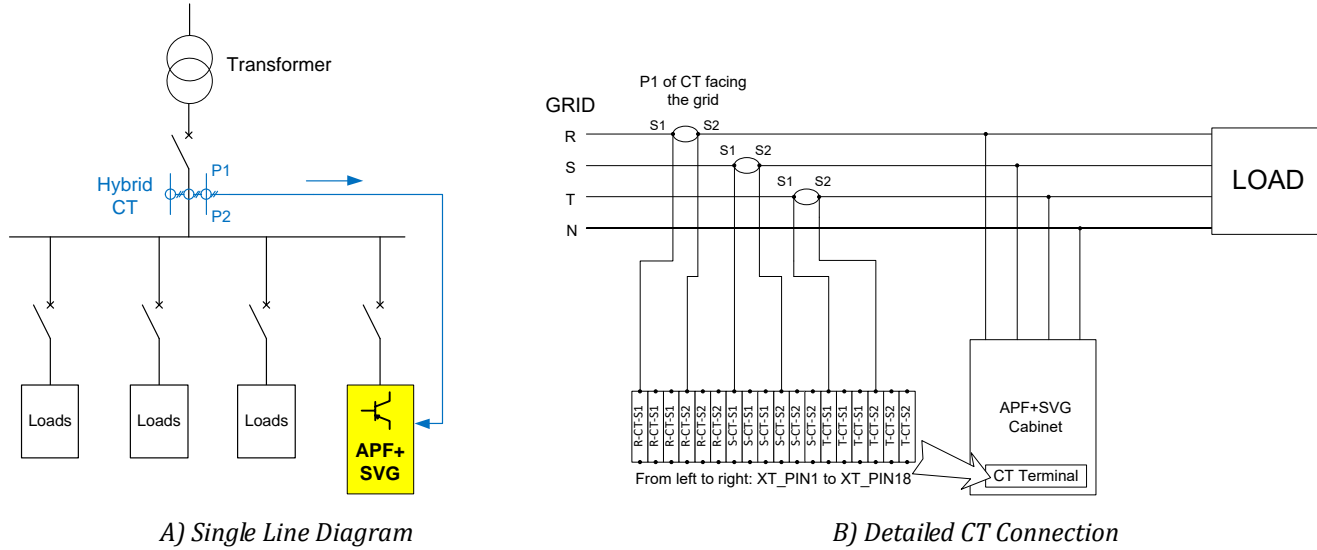 Transformer
Hybrid
CT
P1
P2
Loads
Loads
Loads
APF+
SVG
A) Single Line Diagram
P1 of CT facing
the grid
GRID
R
S
T
N
S1
S2
S1
S2
S1
S2
LOAD
R-CT-S1
R-CT-S1
R-CT-S1
R-CT-S2
R-CT-S2
R-CT-S2
S-CT-S1
S-CT-S1
S-CT-S2
S-CT-S2
S-CT-S2
S-CT-S2
T-CT-S1
T-CT-S1
T-CT-S1
T-CT-S2
T-CT-S2
T-CT-S2
From left to right: XT_PIN1 to XT_PIN18
APF+SVG
Cabinet
CT Terminal
B) Detailed CT Connection